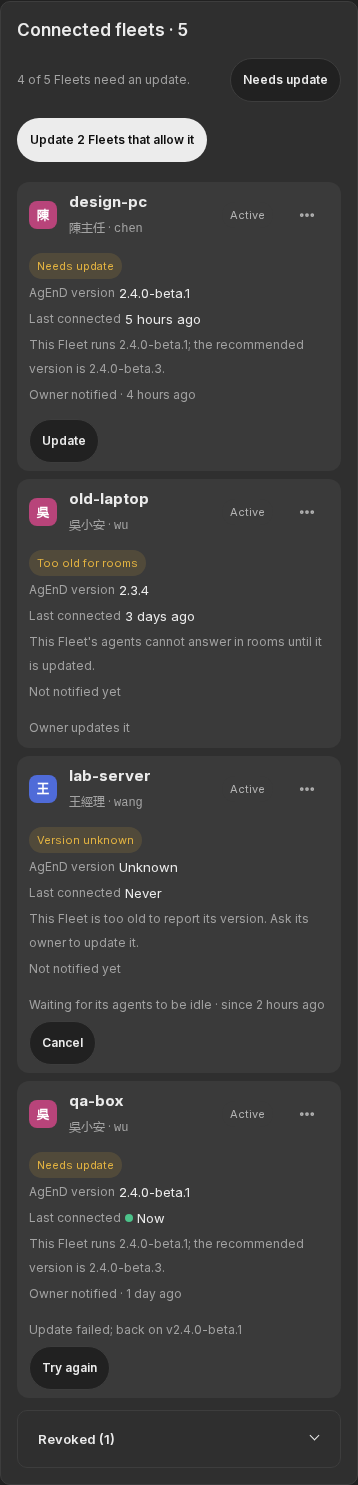 Connected fleets · 5
4 of 5 Fleets need an update.
Needs update
Update 2 Fleets that allow it
陳
design-pc
陳主任 · chen
Active
Needs update
AgEnD version 2.4.0-beta.1
Last connected 5 hours ago
This Fleet runs 2.4.0-beta.1; the recommended
version is 2.4.0-beta.3.
Owner notified · 4 hours ago
Update
吳
old-laptop
吳小安 · wu
Active
Too old for rooms
AgEnD version 2.3.4
Last connected 3 days ago
This Fleet's agents cannot answer in rooms until it
is updated.
Not notified yet
Owner updates it
王
lab-server
王經理 · wang
Active
Version unknown
AgEnD version Unknown
Last connected Never
This Fleet is too old to report its version. Ask its
owner to update it.
Not notified yet
Waiting for its agents to be idle · since 2 hours ago
Cancel
吳
qa-box
吳小安 · wu
Active
Needs update
AgEnD version 2.4.0-beta.1
Last connected Now
This Fleet runs 2.4.0-beta.1; the recommended
version is 2.4.0-beta.3.
Owner notified · 1 day ago
Update failed; back on v2.4.0-beta.1
Try again
Revoked (1)